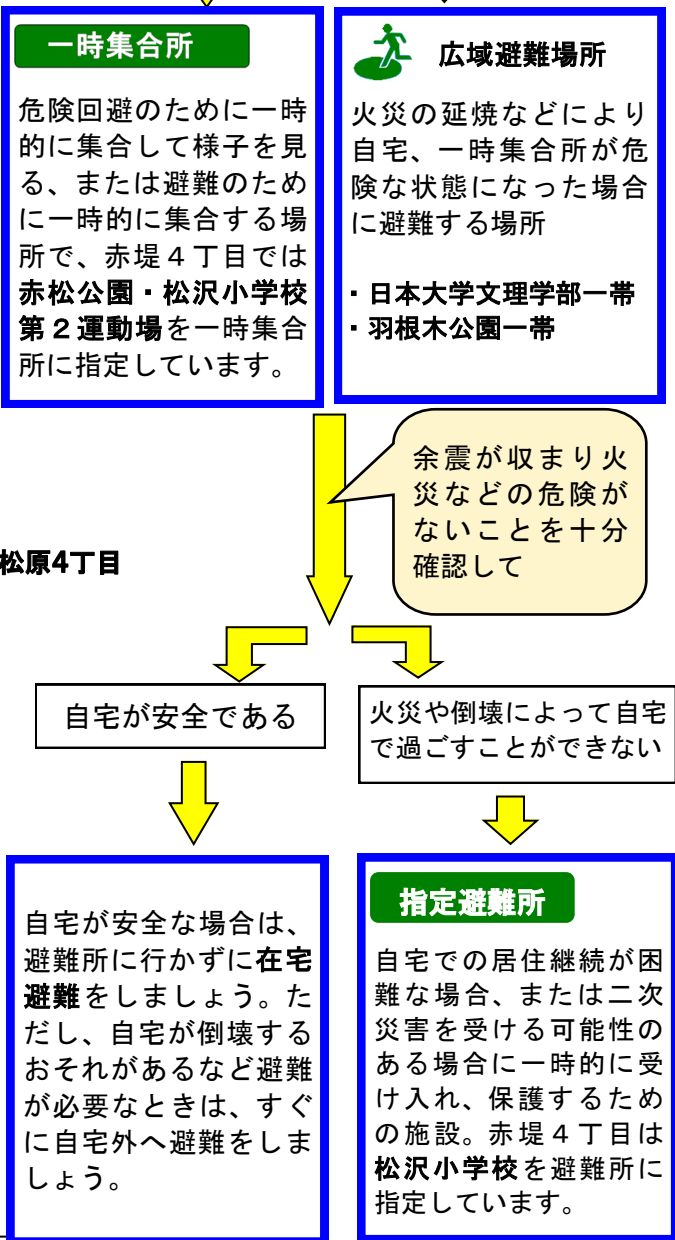 一時集合所
危険回避のために一時
的に集合して様子を見
る、または避難のため
に一時的に集合する場
所で、赤堤４丁目では
赤松公園・松沢小学校
第２運動場を一時集合
所に指定しています。
広域避難場所
火災の延焼などにより
自宅、一時集合所が危
険な状態になった場合
に避難する場所
・日本大学文理学部一帯
・羽根木公園一帯
余震が収まり火
災などの危険が
ないことを十分
確認して
松原4丁目
自宅が安全である
火災や倒壊によって自宅
で過ごすことができない
自宅が安全な場合は、
避難所に行かずに在宅
避難をしましょう。た
だし、自宅が倒壊する
おそれがあるなど避難
が必要なときは、すぐ
に自宅外へ避難をしま
しょう。
指定避難所
自宅での居住継続が困
難な場合、または二次
災害を受ける可能性の
ある場合に一時的に受
け入れ、保護するため
の施設。赤堤４丁目は
松沢小学校を避難所に
指定しています。